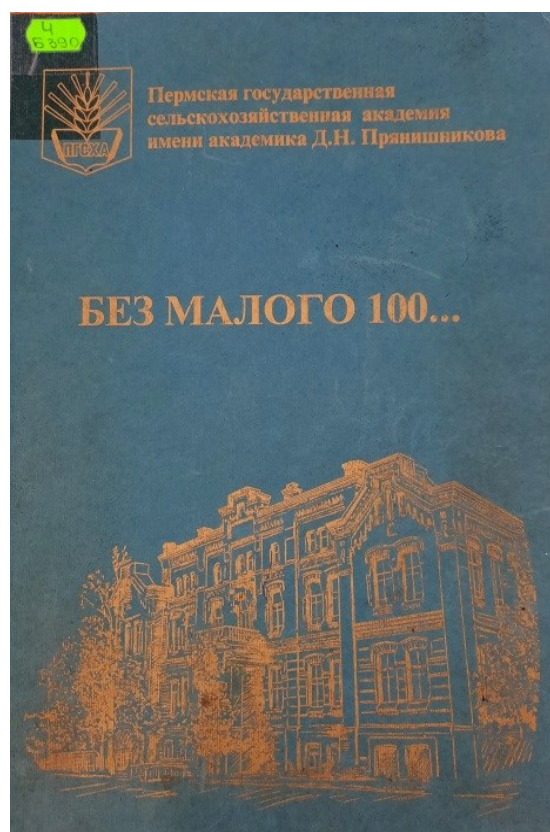 Ч
Б390
ПГСХА
Пермская государственная
сельскохозяйственная академия
имени академика Д.Н. Прянишникова
БЕЗ МАЛОГО 100...